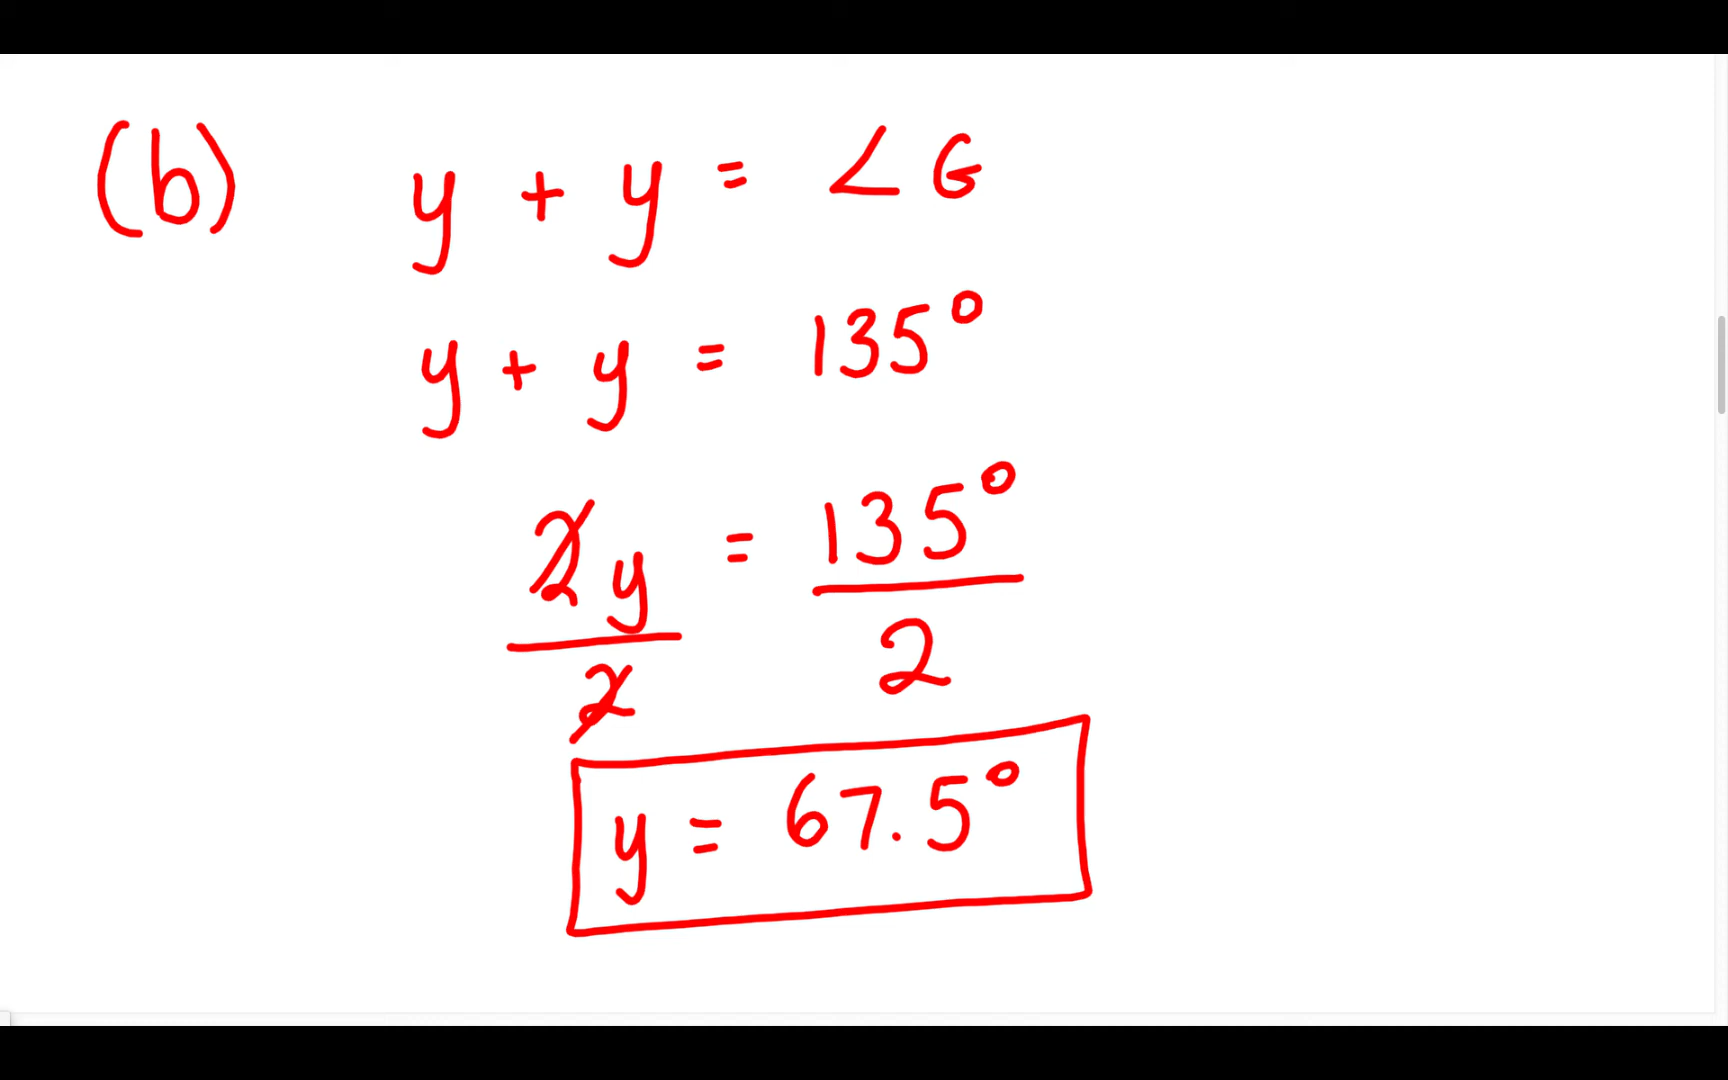 (b) y + y = ∠G
y + y = 135°
2y/2 = 135°/2
y = 67.5°